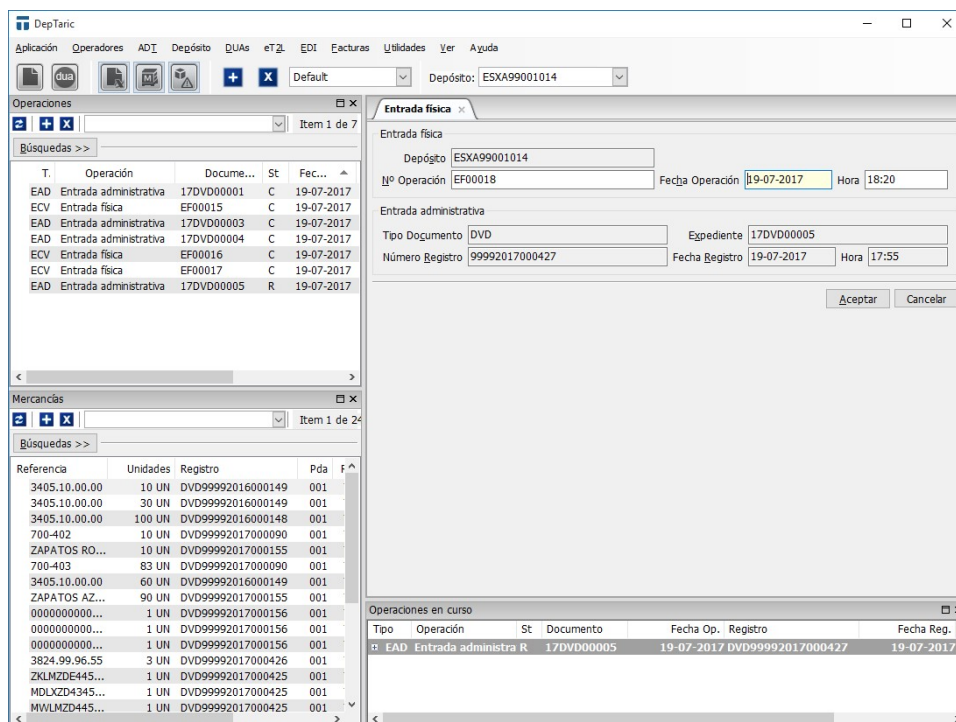 DepTaric
Aplicación Operadores ADT Depósito DUAs eT2L EDI Facturas Utilidades Ver Ayuda
dua Default Depósito: ESXA99001014
Operaciones
Item 1 de 7
Búsquedas >>
T. Operación Docume... St Fec...
EAD Entrada administrativa 17DVD00001 C 19-07-2017
ECV Entrada física EF00015 C 19-07-2017
EAD Entrada administrativa 17DVD00003 C 19-07-2017
EAD Entrada administrativa 17DVD00004 C 19-07-2017
ECV Entrada física EF00016 C 19-07-2017
ECV Entrada física EF00017 C 19-07-2017
EAD Entrada administrativa 17DVD00005 R 19-07-2017
Mercancías
Item 1 de 24
Búsquedas >>
Referencia Unidades Registro Pda
3405.10.00.00 10 UN DVD99992016000149 001
3405.10.00.00 30 UN DVD99992016000149 001
3405.10.00.00 100 UN DVD99992016000148 001
700-402 10 UN DVD99992017000090 001
ZAPATOS RO... 10 UN DVD99992017000155 001
700-403 83 UN DVD99992017000090 001
3405.10.00.00 60 UN DVD99992016000149 001
ZAPATOS AZ... 90 UN DVD99992017000155 001
0000000000... 1 UN DVD99992017000156 001
0000000000... 1 UN DVD99992017000156 001
0000000000... 1 UN DVD99992017000156 001
3824.99.96.55 3 UN DVD99992017000426 001
ZKLMZDE445... 1 UN DVD99992017000425 001
MDLXZD4345... 1 UN DVD99992017000425 001
MWLMZD445... 1 UN DVD99992017000425 001
Entrada física
Entrada física
Depósito ESXA99001014
Nº Operación EF00018 Fecha Operación 19-07-2017 Hora 18:20
Entrada administrativa
Tipo Documento DVD Expediente 17DVD00005
Número Registro 99992017000427 Fecha Registro 19-07-2017 Hora 17:55
Aceptar Cancelar
Operaciones en curso
Tipo Operación St Documento Fecha Op. Registro Fecha Reg.
EAD Entrada administra R 17DVD00005 19-07-2017 DVD99992017000427 19-07-2017